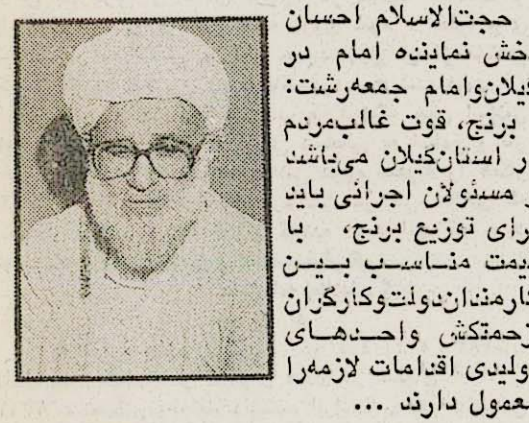 حجت‌الاسلام احسان
بخش نماینده امام در
گیلان‌وامام جمعه‌رشت:
برنج، قوت غالب‌مردم
در استان‌گیلان می‌باشد
و مسئولان اجرائی باید
برای توزیع برنج، با
قیمت مناسب بین
کارمندان‌دولت‌وکارگران
زحمتکش واحدهای
تولیدی اقدامات لازمه‌را
معمول دارند ...